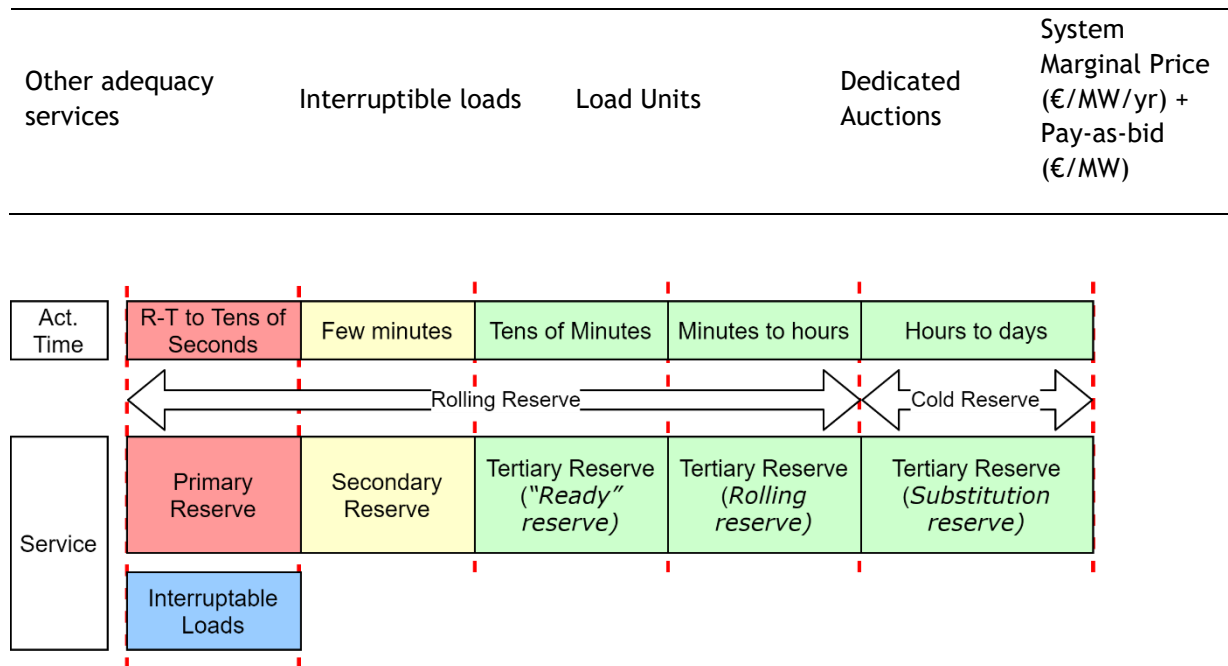 Other adequacy
services
Interruptible loads
Load Units
Dedicated
Auctions
System
Marginal Price
(€/MW/yr) +
Pay-as-bid
(€/MW)
Act.
Time
R-T to Tens of
Seconds
Few minutes
Tens of Minutes
Minutes to hours
Hours to days
Rolling Reserve
Cold Reserve
Service
Primary
Reserve
Secondary
Reserve
Tertiary Reserve
(“Ready”
reserve)
Tertiary Reserve
(Rolling
reserve)
Tertiary Reserve
(Substitution
reserve)
Interruptable
Loads